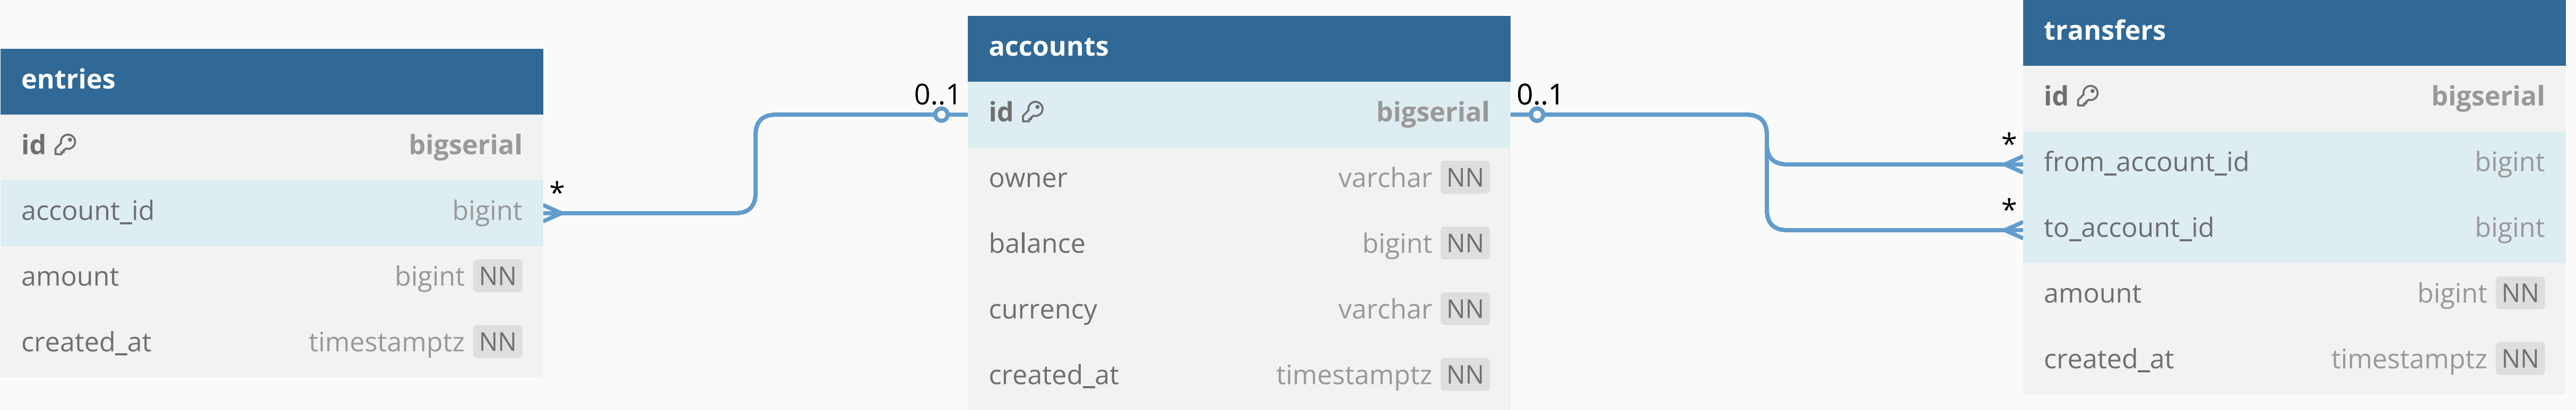 entries
id bigserial
account_id bigint
amount bigint NN
created_at timestamptz NN
*
0..1
accounts
id bigserial
owner varchar NN
balance bigint NN
currency varchar NN
created_at timestamptz NN
0..1
*
*
transfers
id bigserial
from_account_id bigint
to_account_id bigint
amount bigint NN
created_at timestamptz NN